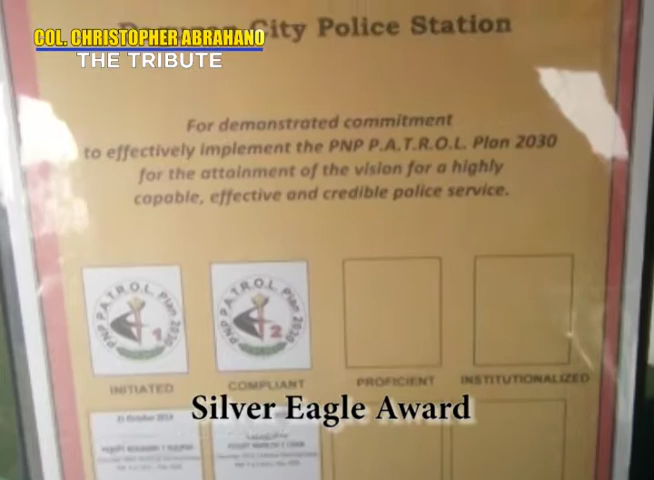 COL. CHRISTOPHER ABRAHANO
THE TRIBUTE
City Police Station
For demonstrated commitment
to effectively implement the PNP P.A.T.R.O.L. Plan 2030
for the attainment of the vision for a highly
capable, effective and credible police service.
PNP P.A.T.R.O.L. Plan 2030
1
PNP P.A.T.R.O.L. Plan 2030
2
INITIATED
COMPLIANT
PROFICIENT
INSTITUTIONALIZED
Silver Eagle Award